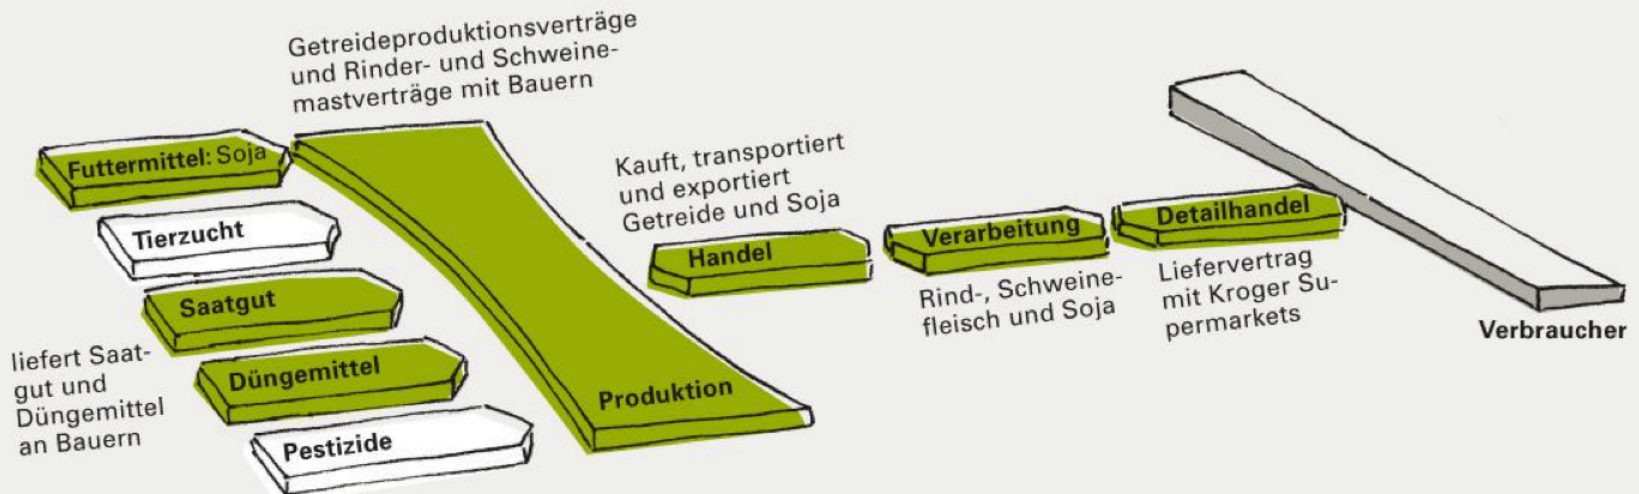 Getreideproduktionsverträge
und Rinder- und Schweine-
mastverträge mit Bauern
Futtermittel: Soja
Tierzucht
Saatgut
Düngemittel
Pestizide
liefert Saat-
gut und
Düngemittel
an Bauern
Produktion
Kauft, transportiert
und exportiert
Getreide und Soja
Handel
Verarbeitung
Rind-, Schweine-
fleisch und Soja
Detailhandel
Liefervertrag
mit Kroger Su-
permarkets
Verbraucher